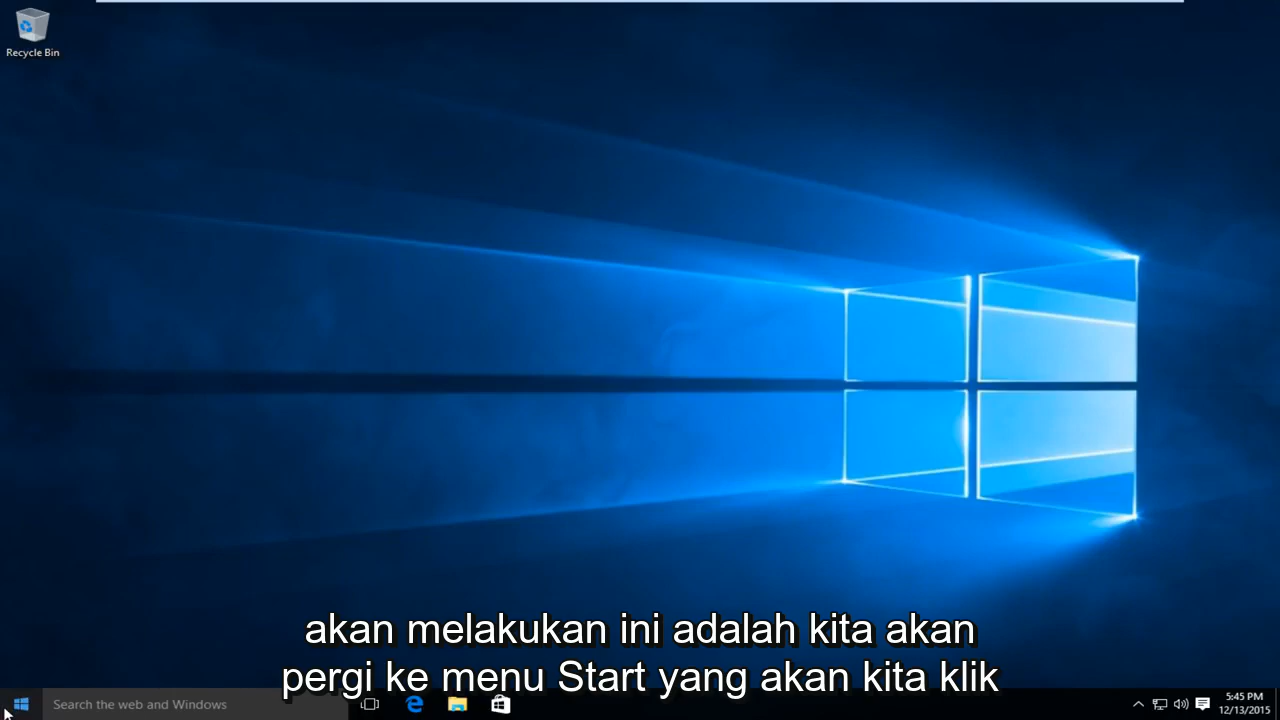 Recycle Bin
akan melakukan ini adalah kita akan
pergi ke menu Start yang akan kita klik
Search the web and Windows
5:45 PM
12/13/2015